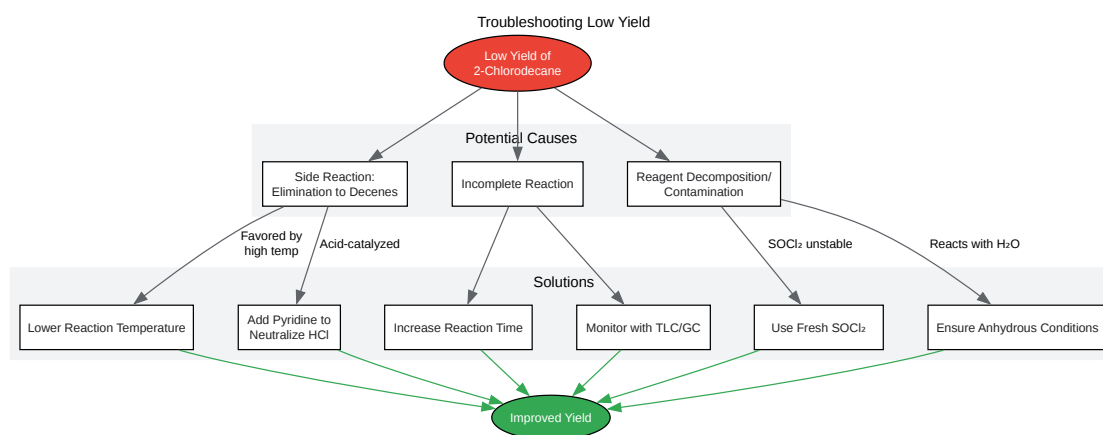 Troubleshooting Low Yield
Low Yield of
2-Chlorodecane
Potential Causes
Side Reaction:
Elimination to Decenes
Incomplete Reaction
Reagent Decomposition/
Contamination
Favored by
high temp
Acid-catalyzed
SOCl₂ unstable
Reacts with H₂O
Solutions
Lower Reaction Temperature
Add Pyridine to
Neutralize HCl
Increase Reaction Time
Monitor with TLC/GC
Use Fresh SOCl₂
Ensure Anhydrous Conditions
Improved Yield